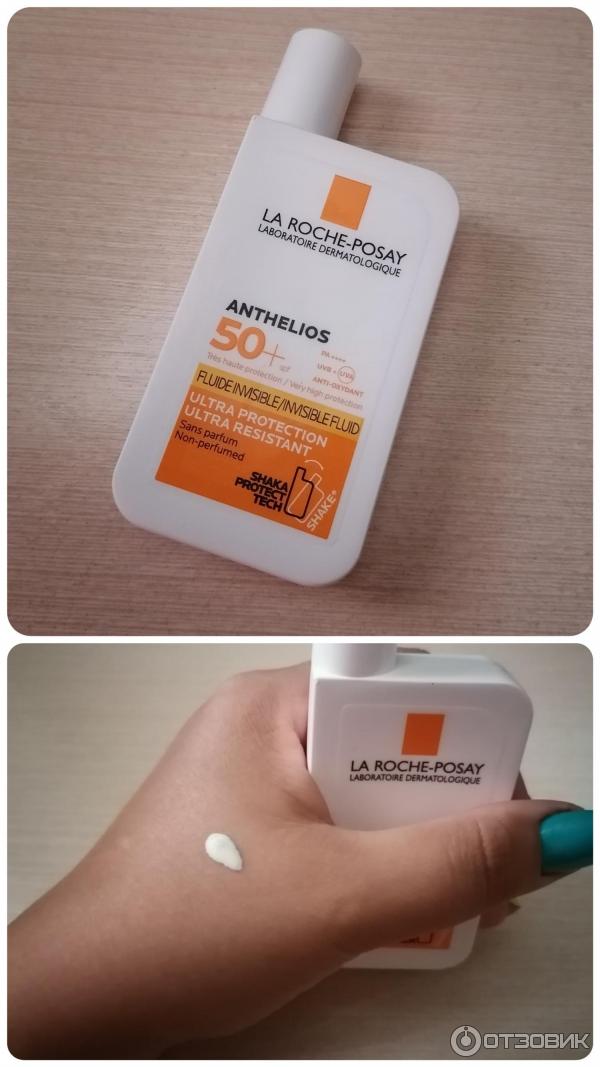 LA ROCHE-POSAY
LABORATOIRE DERMATOLOGIQUE
ANTHELIOS
50+ spf
PA ++++
UVB + UVA
ANTI-OXYDANT
Très haute protection / Very high protection
FLUIDE INVISIBLE/INVISIBLE FLUID
ULTRA PROTECTION
ULTRA RESISTANT
Sans parfum
Non-perfumed
SHAKA
PROTECT
TECH
SHAKE*
LA ROCHE-POSAY
LABORATOIRE DERMATOLOGIQUE
ОТЗОВИК